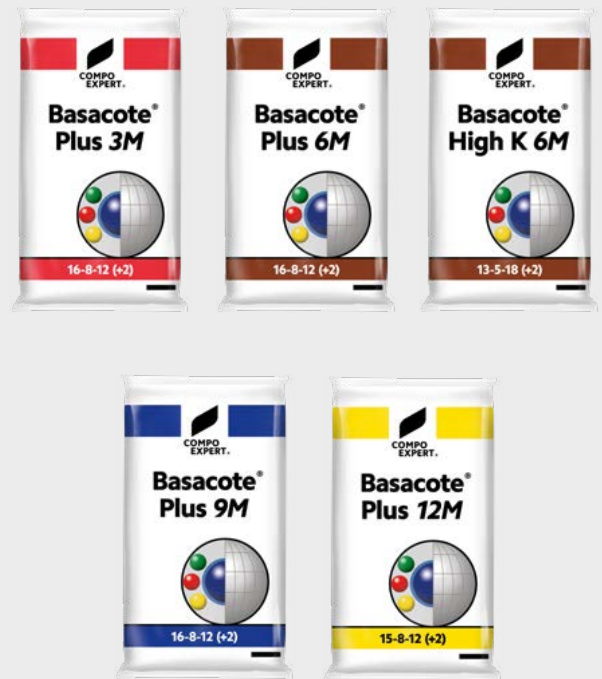 COMPO
EXPERT®
Basacote®
Plus 3M
16-8-12 (+2)
COMPO
EXPERT®
Basacote®
Plus 6M
16-8-12 (+2)
COMPO
EXPERT®
Basacote®
High K 6M
13-5-18 (+2)
COMPO
EXPERT®
Basacote®
Plus 9M
16-8-12 (+2)
COMPO
EXPERT®
Basacote®
Plus 12M
15-8-12 (+2)